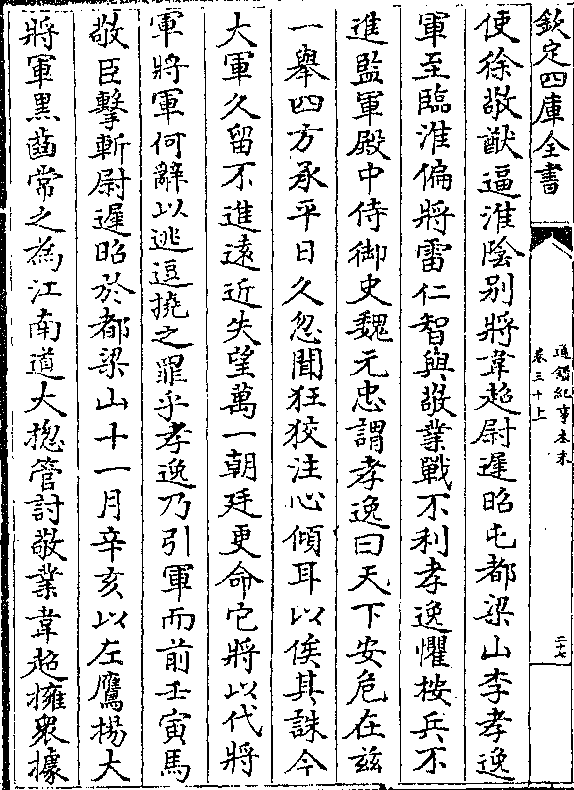 欽定四庫全書
通鑑紀事本末
卷三十上
二十七
使徐敬猷逼淮陰别將韋超尉遲昭屯都梁山李孝逸
軍至臨淮偏將雷仁智與敬業戰不利孝逸懼按兵不
進監軍殿中侍御史魏元忠謂孝逸曰天下安危在兹
一舉四方承平日久忽聞狂狡注心傾耳以俟其誅今
大軍久留不進遠近失望萬一朝廷更命它將以代將
軍將軍何辭以逃逗撓之罪乎孝逸乃引軍而前壬寅馬
敬臣擊斬尉遲昭於都梁山十一月辛亥以左鷹揚大
將軍黒齒常之為江南道大揔管討敬業韋超擁衆據